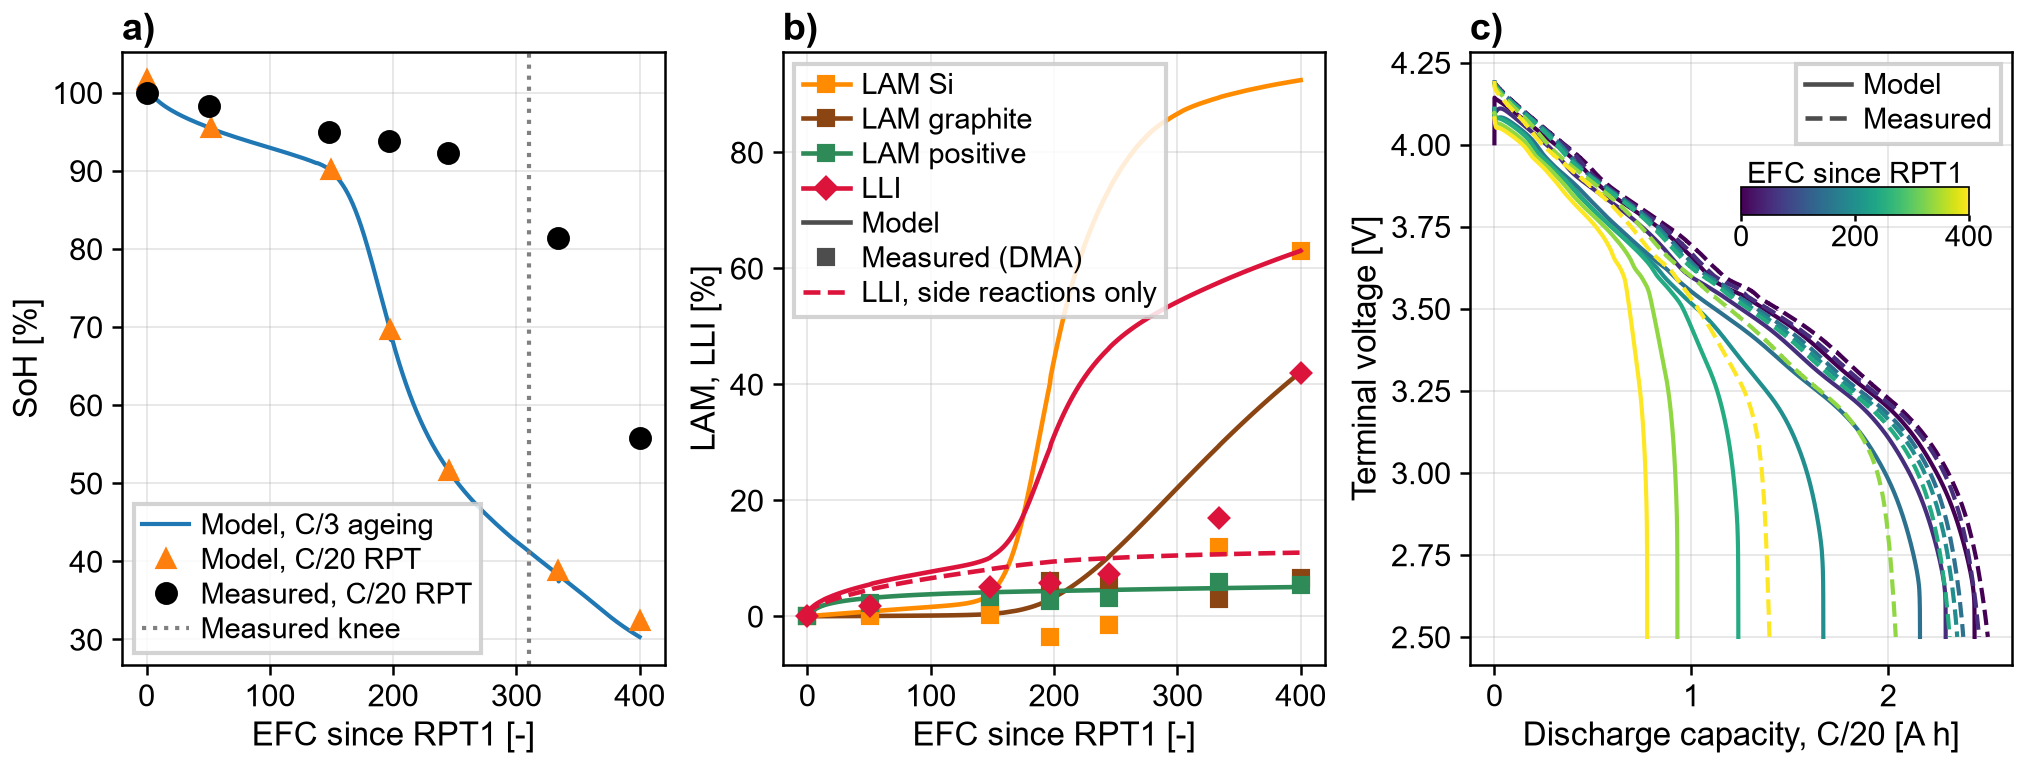 a)
100
90
80
70
60
50
40
30
SoH [%]
Model, C/3 ageing
Model, C/20 RPT
Measured, C/20 RPT
Measured knee
0
100
200
300
400
EFC since RPT1 [-]
b)
80
60
40
20
0
LAM, LLI [%]
LAM Si
LAM graphite
LAM positive
LLI
Model
Measured (DMA)
LLI, side reactions only
0
100
200
300
400
EFC since RPT1 [-]
c)
4.25
4.00
3.75
3.50
3.25
3.00
2.75
2.50
Terminal voltage [V]
Model
Measured
EFC since RPT1
0
200
400
0
1
2
Discharge capacity, C/20 [A h]